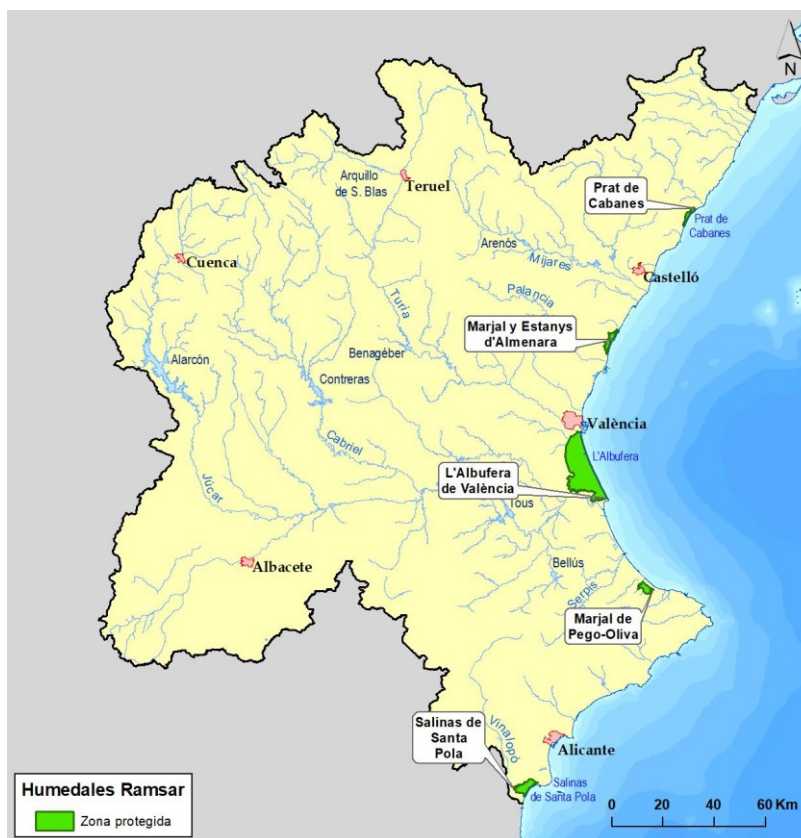 N
Arquillo
de S. Blas
Teruel
Prat de
Cabanes
Prat de
Cabanes
Cuenca
Arenós
Mijares
Castelló
Palancia
Turia
Marjal y Estanys
d'Almenara
Alarcón
Benagéber
Contreras
València
Cabriel
L'Albufera
L'Albufera
de València
Júcar
Tous
Albacete
Bellús
Serpis
Marjal de
Pego-Oliva
Salinas de
Santa
Pola
Vinalopó
Alicante
Humedales Ramsar
Zona protegida
Salinas
de Santa Pola
0 20 40 60 Km